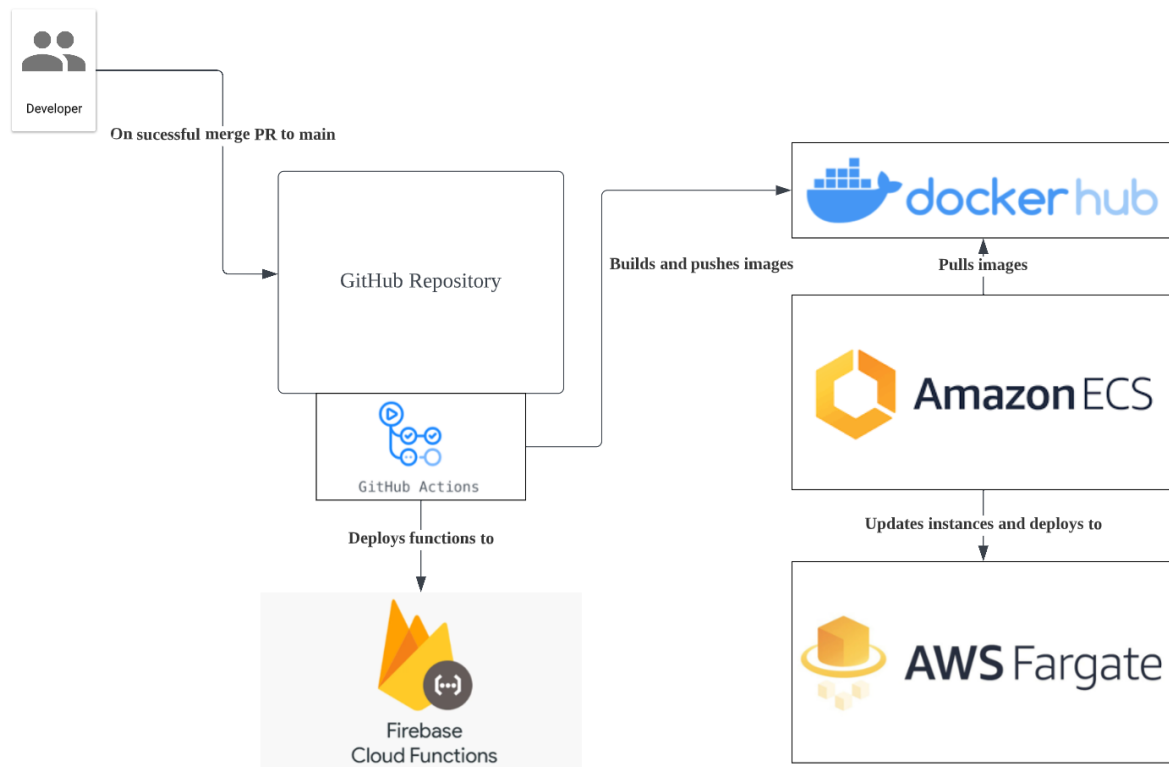 Developer
On sucessful merge PR to main
GitHub Repository
docker hub
Builds and pushes images
Pulls images
Amazon ECS
GitHub Actions
Deploys functions to
Updates instances and deploys to
AWS Fargate
Firebase
Cloud Functions